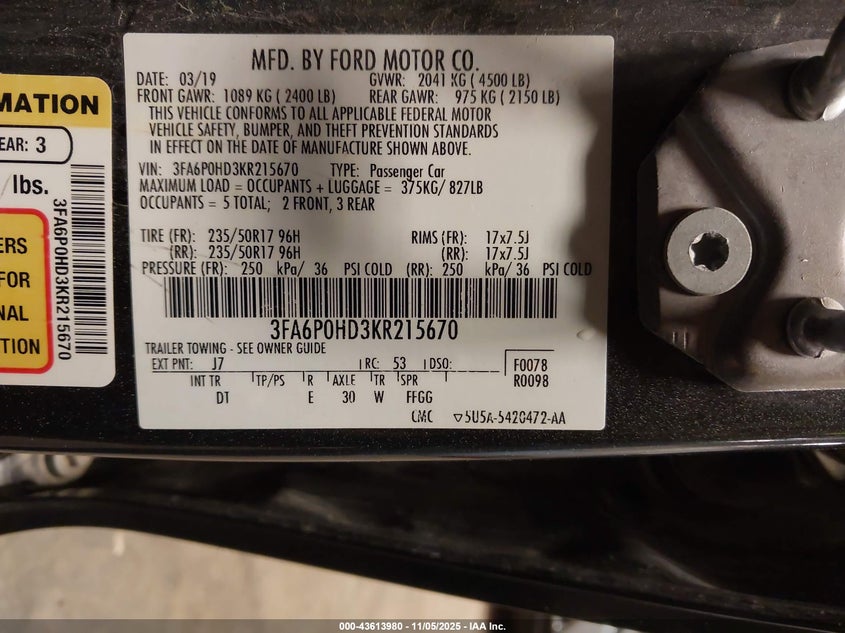 MATION
EAR: 3
lbs.
ERS
FOR
NAL
TION
3FA6P0HD3KR215670
MFD. BY FORD MOTOR CO.
DATE: 03/19 GVWR: 2041 KG ( 4500 LB)
FRONT GAWR: 1089 KG ( 2400 LB) REAR GAWR: 975 KG ( 2150 LB)
THIS VEHICLE CONFORMS TO ALL APPLICABLE FEDERAL MOTOR
VEHICLE SAFETY, BUMPER, AND THEFT PREVENTION STANDARDS
IN EFFECT ON THE DATE OF MANUFACTURE SHOWN ABOVE.
VIN: 3FA6P0HD3KR215670 TYPE: Passenger Car
MAXIMUM LOAD = OCCUPANTS + LUGGAGE = 375KG/ 827LB
OCCUPANTS = 5 TOTAL; 2 FRONT, 3 REAR
TIRE (FR): 235/50R17 96H RIMS (FR): 17x7.5J
(RR): 235/50R17 96H (RR): 17x7.5J
PRESSURE (FR): 250 kPa/ 36 PSI COLD (RR): 250 kPa/ 36 PSI COLD
3FA6P0HD3KR215670
TRAILER TOWING - SEE OWNER GUIDE
EXT PNT: J7 RC: 53 DSO: F0078
INT TR TP/PS R AXLE TR SPR R0098
DT E 30 W FFGG
CMC ▽5U5A-5420472-AA
000-43613980 - 11/05/2025 - IAA Inc.